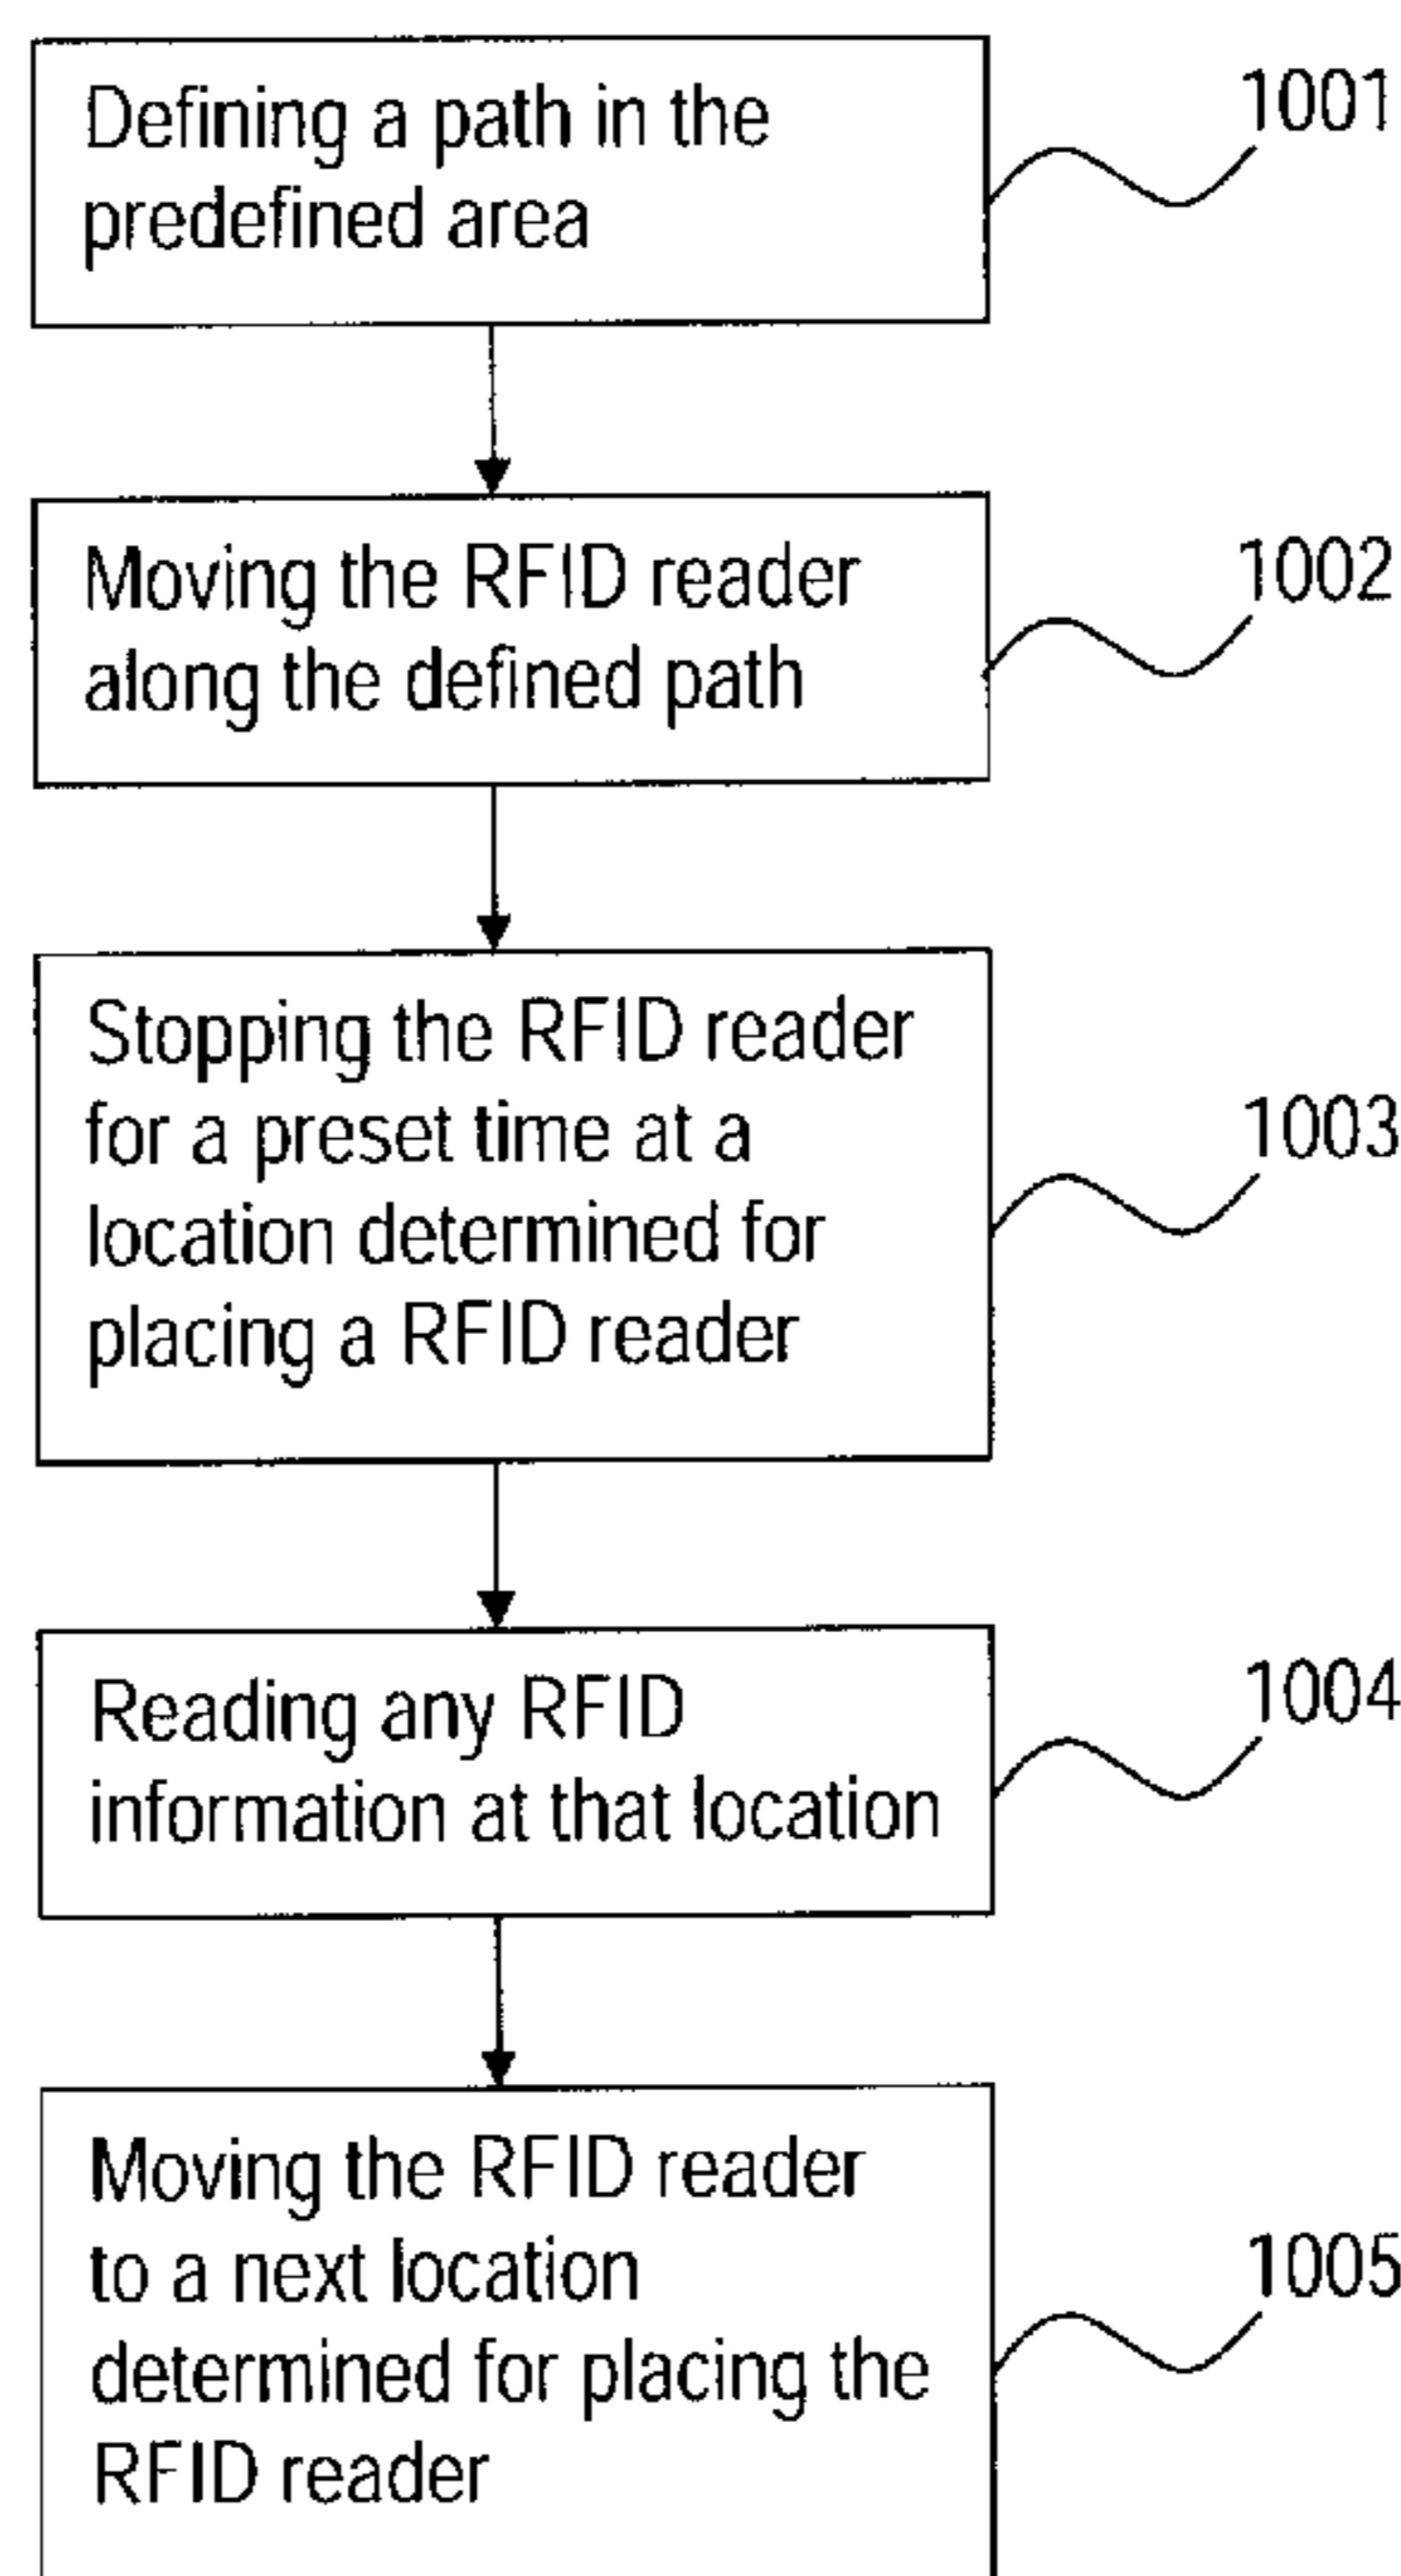 Defining a path in the
predefined area
1001
Moving the RFID reader
along the defined path
1002
Stopping the RFID reader
for a preset time at a
location determined for
placing a RFID reader
1003
Reading any RFID
information at that location
1004
Moving the RFID reader
to a next location
determined for placing the
RFID reader
1005